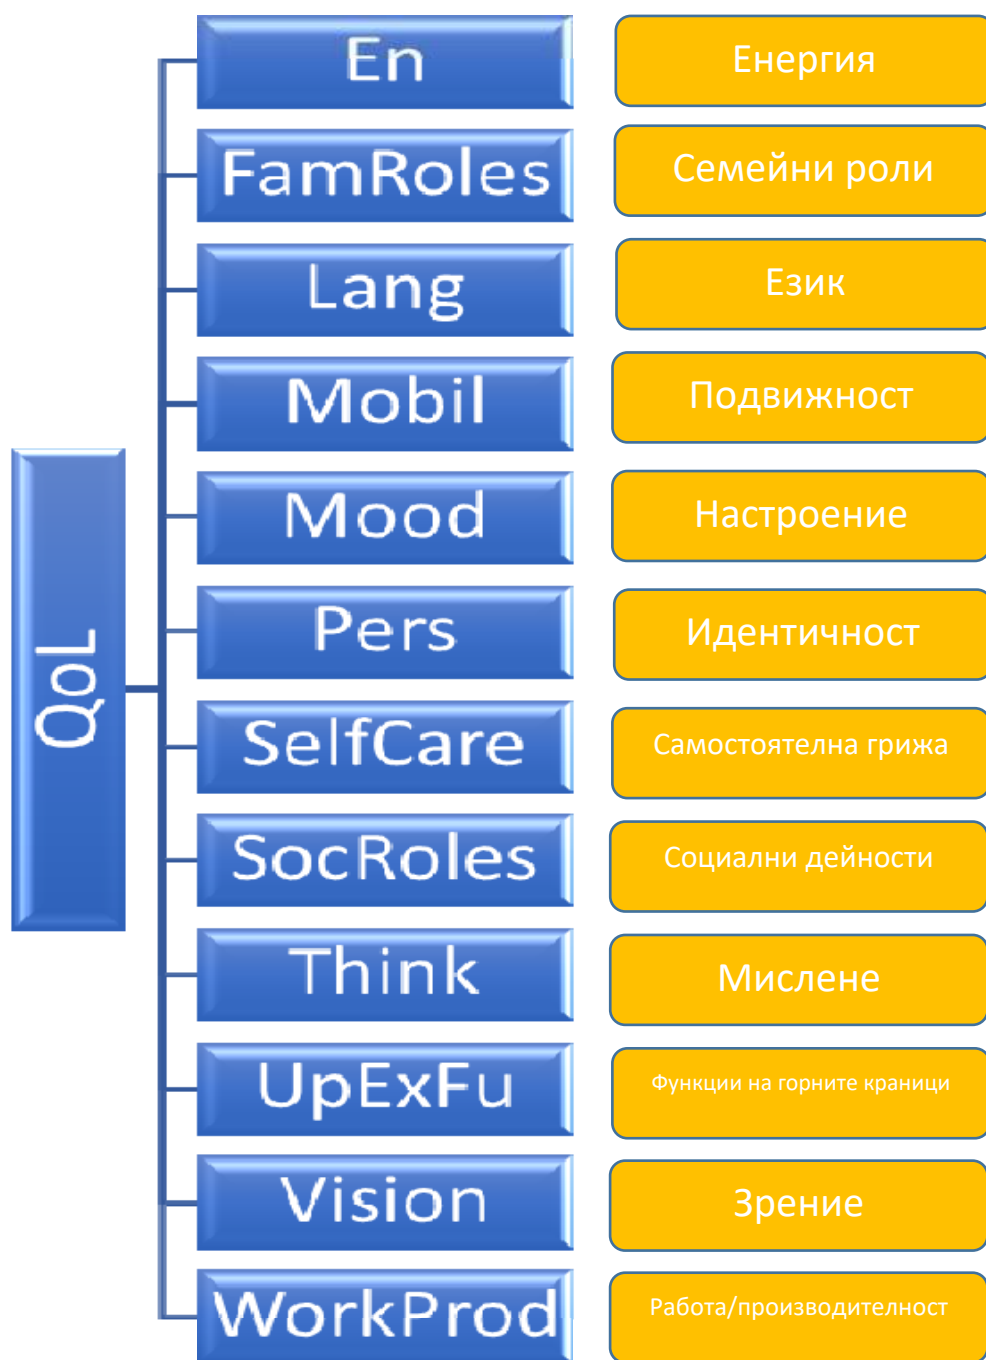 En
Енергия
FamRoles
Семейни роли
Lang
Език
Mobil
Подвижност
Mood
Настроение
QoL
Pers
Идентичност
SelfCare
Самостоятелна грижа
SocRoles
Социални дейности
Think
Мислене
UpExFu
Функции на горните краници
Vision
Зрение
WorkProd
Работа/производителност